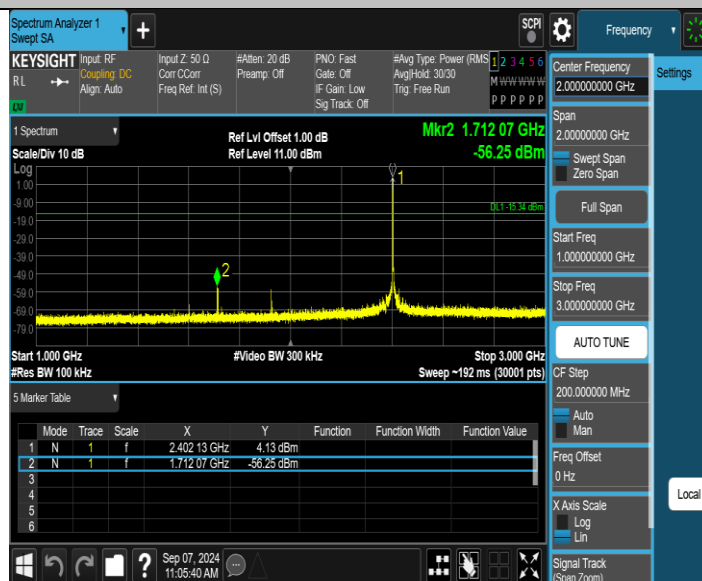 Spectrum Analyzer 1
Swept SA
+
SCPI
Frequency
KEYSIGHT
RL
Input: RF
Coupling: DC
Align: Auto
Input Z: 50 Ω
Corr CCorr
Freq Ref: Int (S)
#Atten: 20 dB
Preamp: Off
PNO: Fast
Gate: Off
IF Gain: Low
Sig Track: Off
#Avg Type: Power (RMS
Avg|Hold: 30/30
Trig: Free Run
1 2 3 4 5 6
M W W W W W
P P P P P P
1 Spectrum
Scale/Div 10 dB
Ref Lvl Offset 1.00 dB
Ref Level 11.00 dBm
Mkr2 1.712 07 GHz
-56.25 dBm
Log
1.00
-9.00
-19.0
-29.0
-39.0
-49.0
-59.0
-69.0
-79.0
1
DL1 -15.34 dBm
2
Start 1.000 GHz
#Video BW 300 kHz
Stop 3.000 GHz
#Res BW 100 kHz
Sweep ~192 ms (30001 pts)
5 Marker Table
Mode Trace Scale X Y Function Function Width Function Value
1 N 1 f 2.402 13 GHz 4.13 dBm
2 N 1 f 1.712 07 GHz -56.25 dBm
3
4
5
6
Sep 07, 2024
11:05:40 AM
Center Frequency
2.000000000 GHz
Settings
Span
2.00000000 GHz
Swept Span
Zero Span
Full Span
Start Freq
1.000000000 GHz
Stop Freq
3.000000000 GHz
AUTO TUNE
CF Step
200.000000 MHz
Auto
Man
Freq Offset
0 Hz
Local
X Axis Scale
Log
Lin
Signal Track
(Span Zoom)